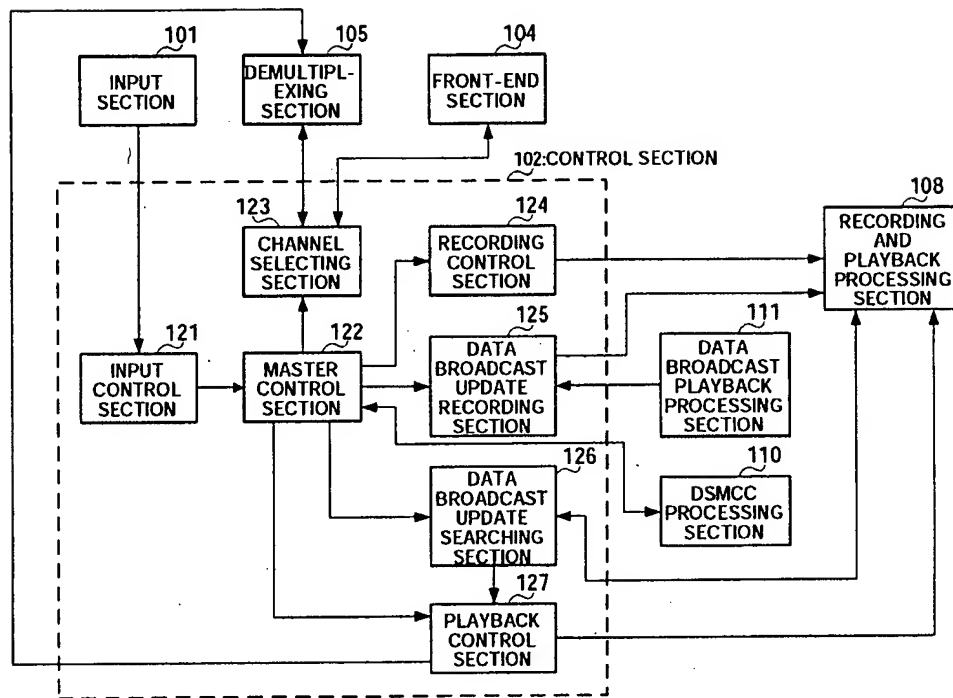 101
INPUT
SECTION
105
DEMULTIPL-
EXING
SECTION
104
FRONT-END
SECTION
102:CONTROL SECTION
123
CHANNEL
SELECTING
SECTION
124
RECORDING
CONTROL
SECTION
108
RECORDING
AND
PLAYBACK
PROCESSING
SECTION
121
INPUT
CONTROL
SECTION
122
MASTER
CONTROL
SECTION
125
DATA
BROADCAST
UPDATE
RECORDING
SECTION
111
DATA
BROADCAST
PLAYBACK
PROCESSING
SECTION
126
DATA
BROADCAST
UPDATE
SEARCHING
SECTION
110
DSMCC
PROCESSING
SECTION
127
PLAYBACK
CONTROL
SECTION